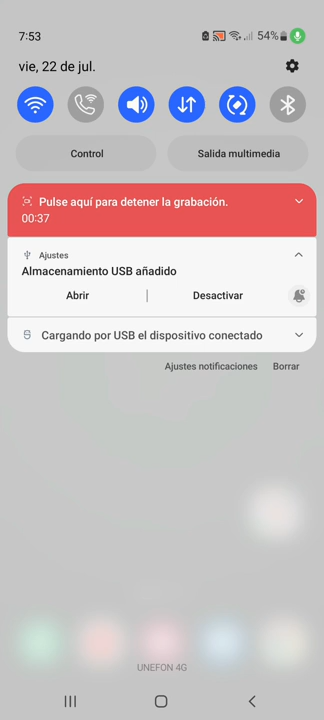 7:53
54%
vie, 22 de jul.
Control
Salida multimedia
Pulse aquí para detener la grabación.
00:37
Ajustes
Almacenamiento USB añadido
Abrir | Desactivar
Cargando por USB el dispositivo conectado
Ajustes notificaciones Borrar
UNEFON 4G